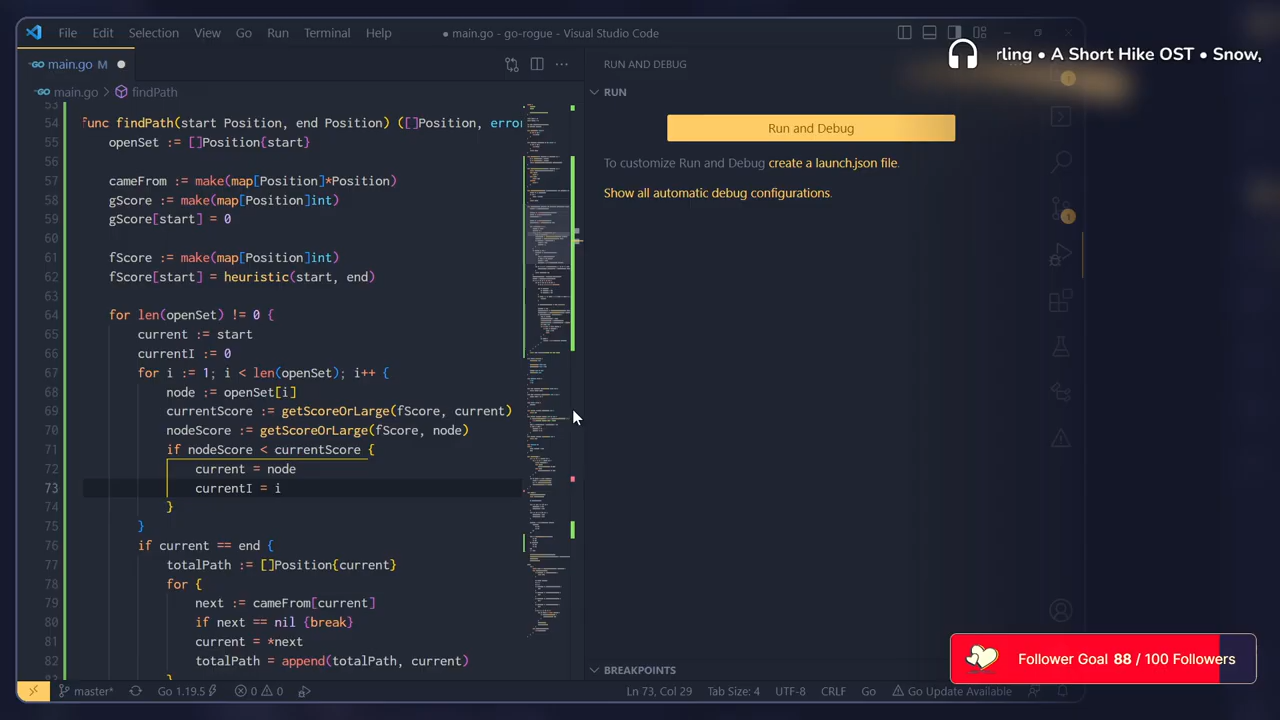 File Edit Selection View Go Run Terminal Help
● main.go - go-rogue - Visual Studio Code
rling • A Short Hike OST • Snow,
main.go M ●
RUN AND DEBUG
main.go > findPath
RUN
53
54 func findPath(start Position, end Position) ([]Position, error
55 openSet := []Position{start}
56
57 cameFrom := make(map[Position]*Position)
58 gScore := make(map[Position]int)
59 gScore[start] = 0
60
61 fScore := make(map[Position]int)
62 fScore[start] = heuristic(start, end)
63
64 for len(openSet) != 0 {
65 current := start
66 currentI := 0
67 for i := 1; i < len(openSet); i++ {
68 node := openSet[i]
69 currentScore := getScoreOrLarge(fScore, current)
70 nodeScore := getScoreOrLarge(fScore, node)
71 if nodeScore < currentScore {
72 current = node
73 currentI = i
74 }
75 }
76 if current == end {
77 totalPath := []Position{current}
78 for {
79 next := cameFrom[current]
80 if next == nil {break}
81 current = *next
82 totalPath = append(totalPath, current)
Run and Debug
To customize Run and Debug create a launch.json file.
Show all automatic debug configurations.
1
1
BREAKPOINTS
Follower Goal 88 / 100 Followers
master* Go 1.19.5 0 0
Ln 73, Col 29 Tab Size: 4 UTF-8 CRLF Go Go Update Available